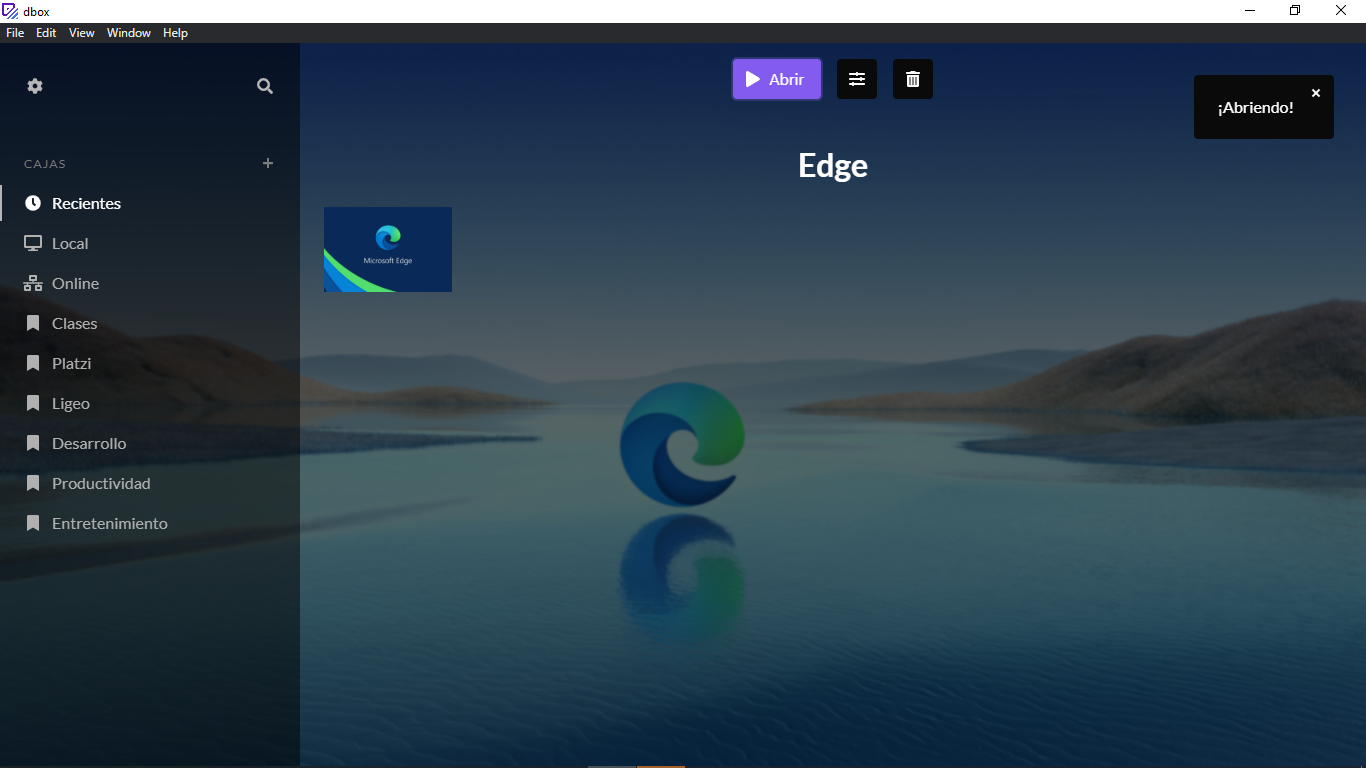 dbox
File Edit View Window Help
Abrir
¡Abriendo!
CAJAS
Edge
Recientes
Microsoft Edge
Local
Online
Clases
Platzi
Ligeo
Desarrollo
Productividad
Entretenimiento